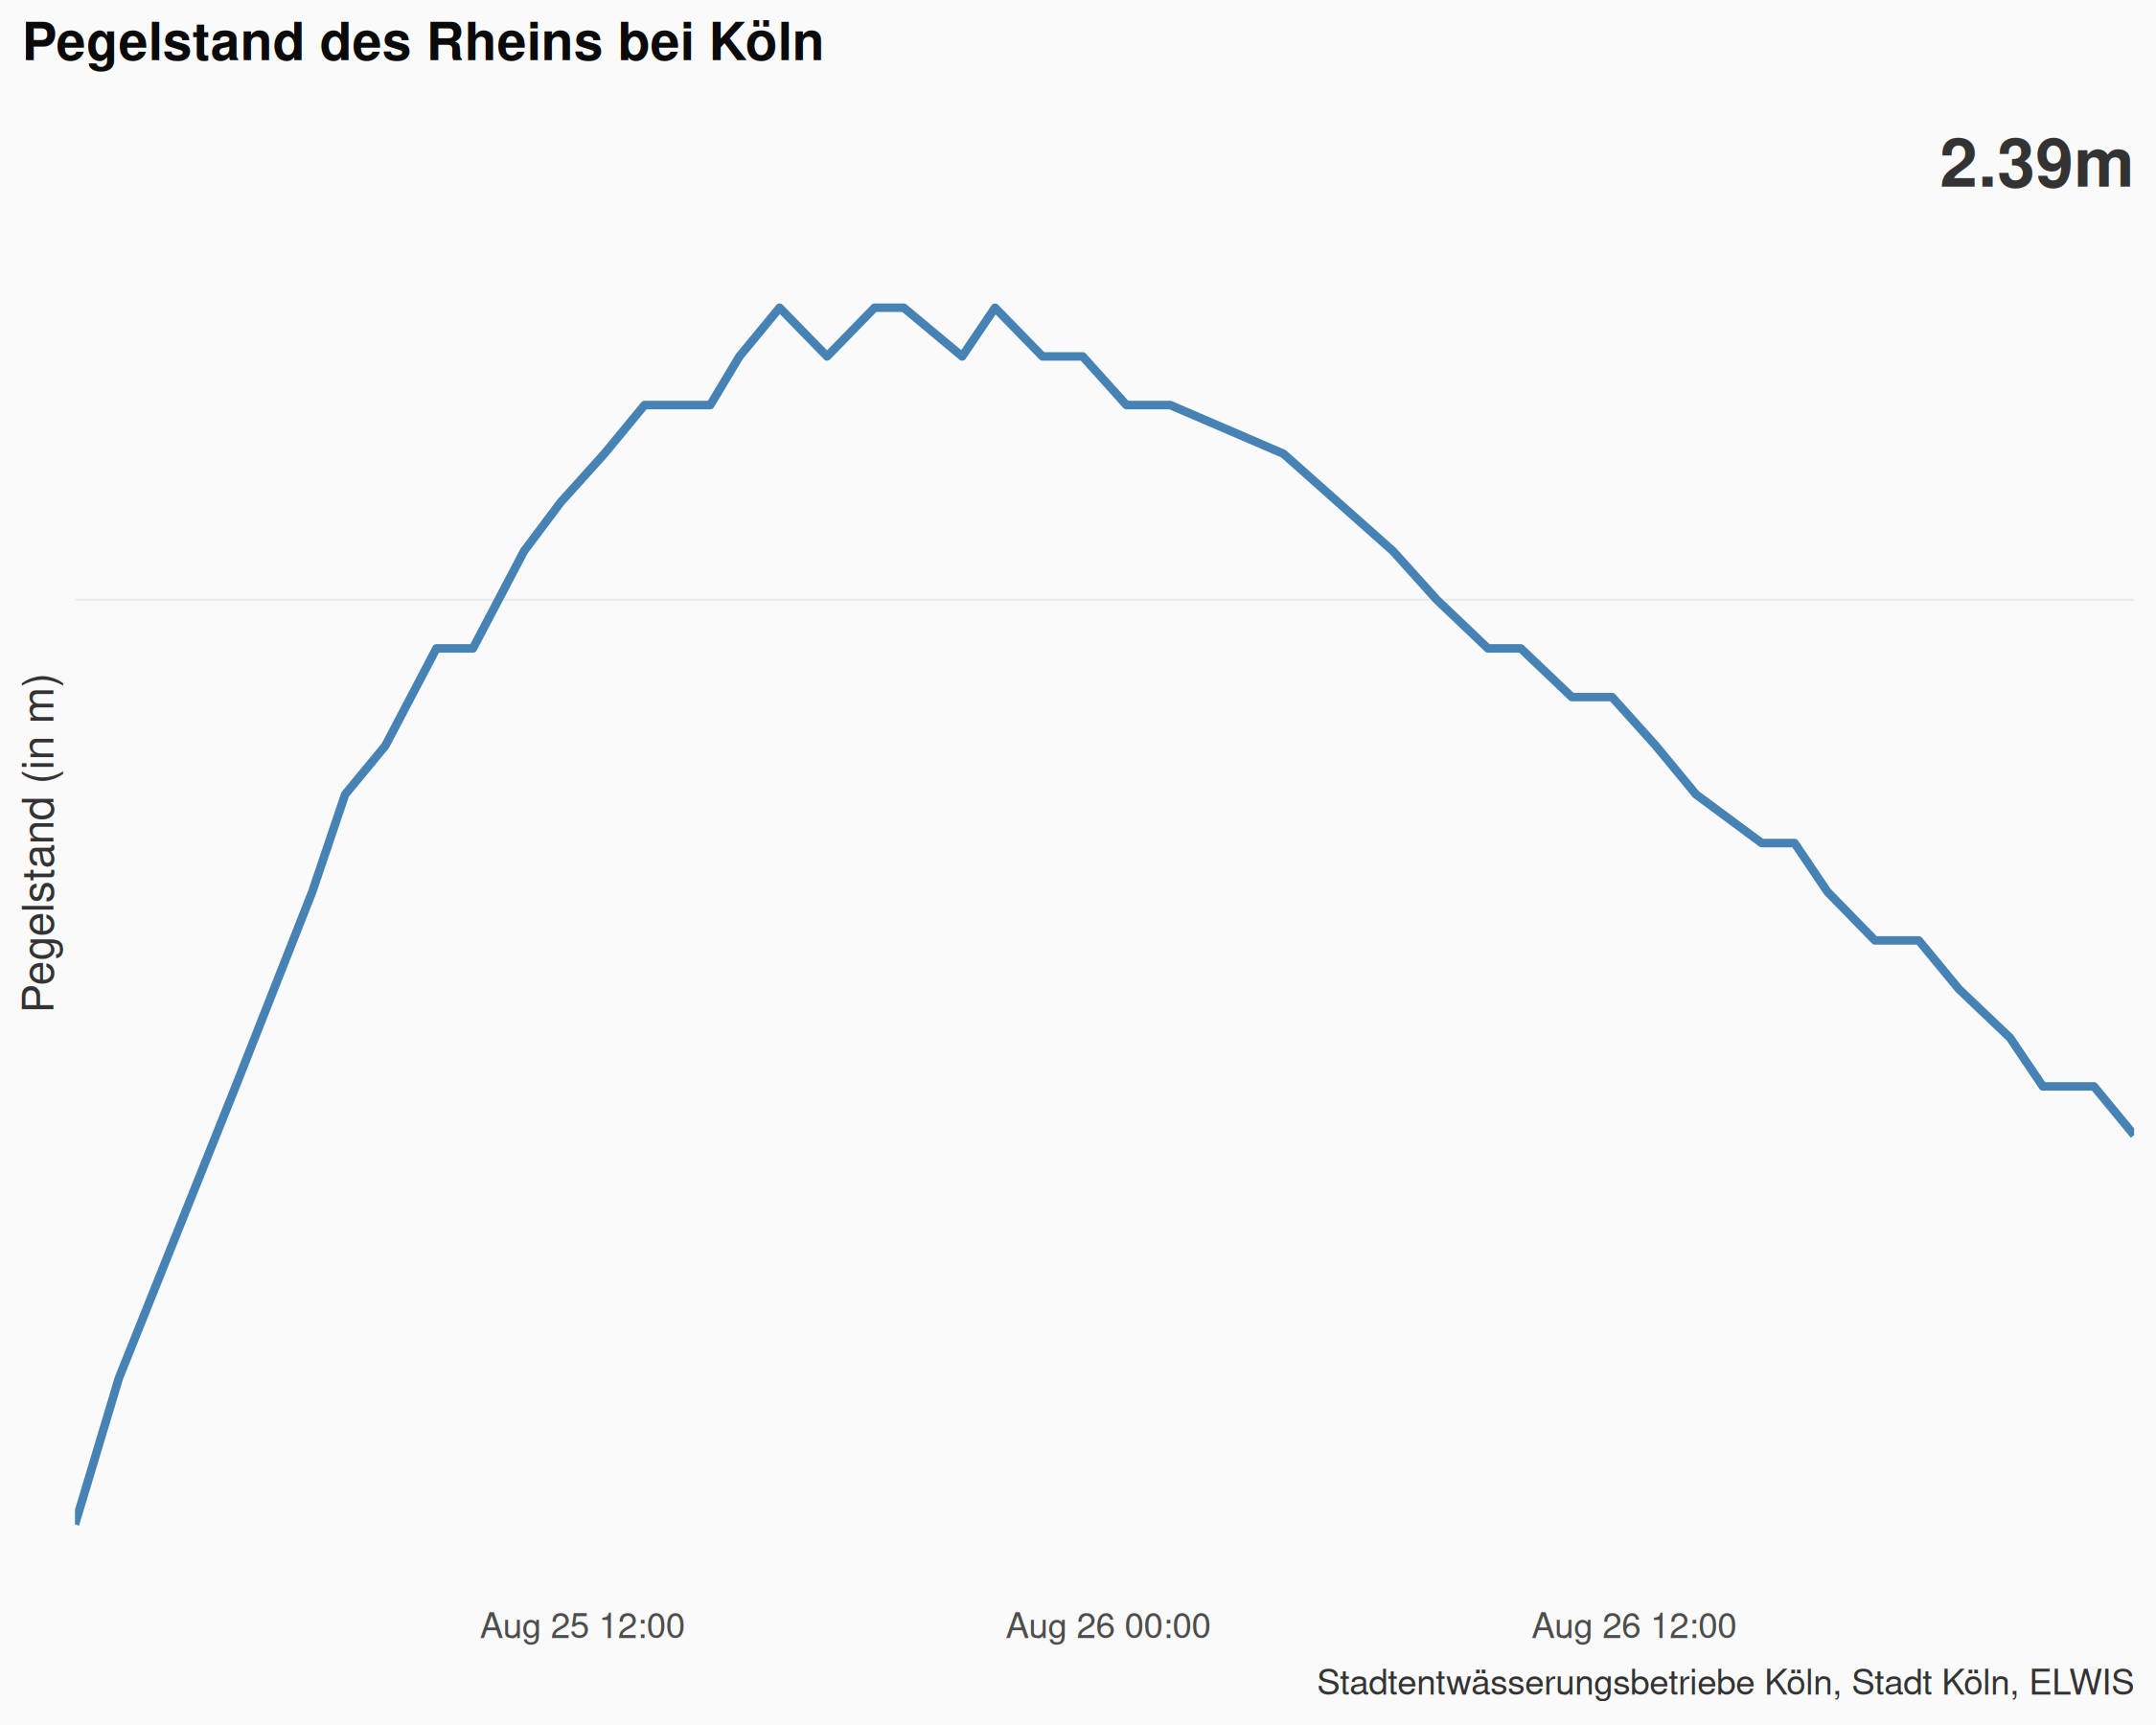 Pegelstand des Rheins bei Köln
2.39m
Pegelstand (in m)
Aug 25 12:00
Aug 26 00:00
Aug 26 12:00
Stadtentwässerungsbetriebe Köln, Stadt Köln, ELWIS